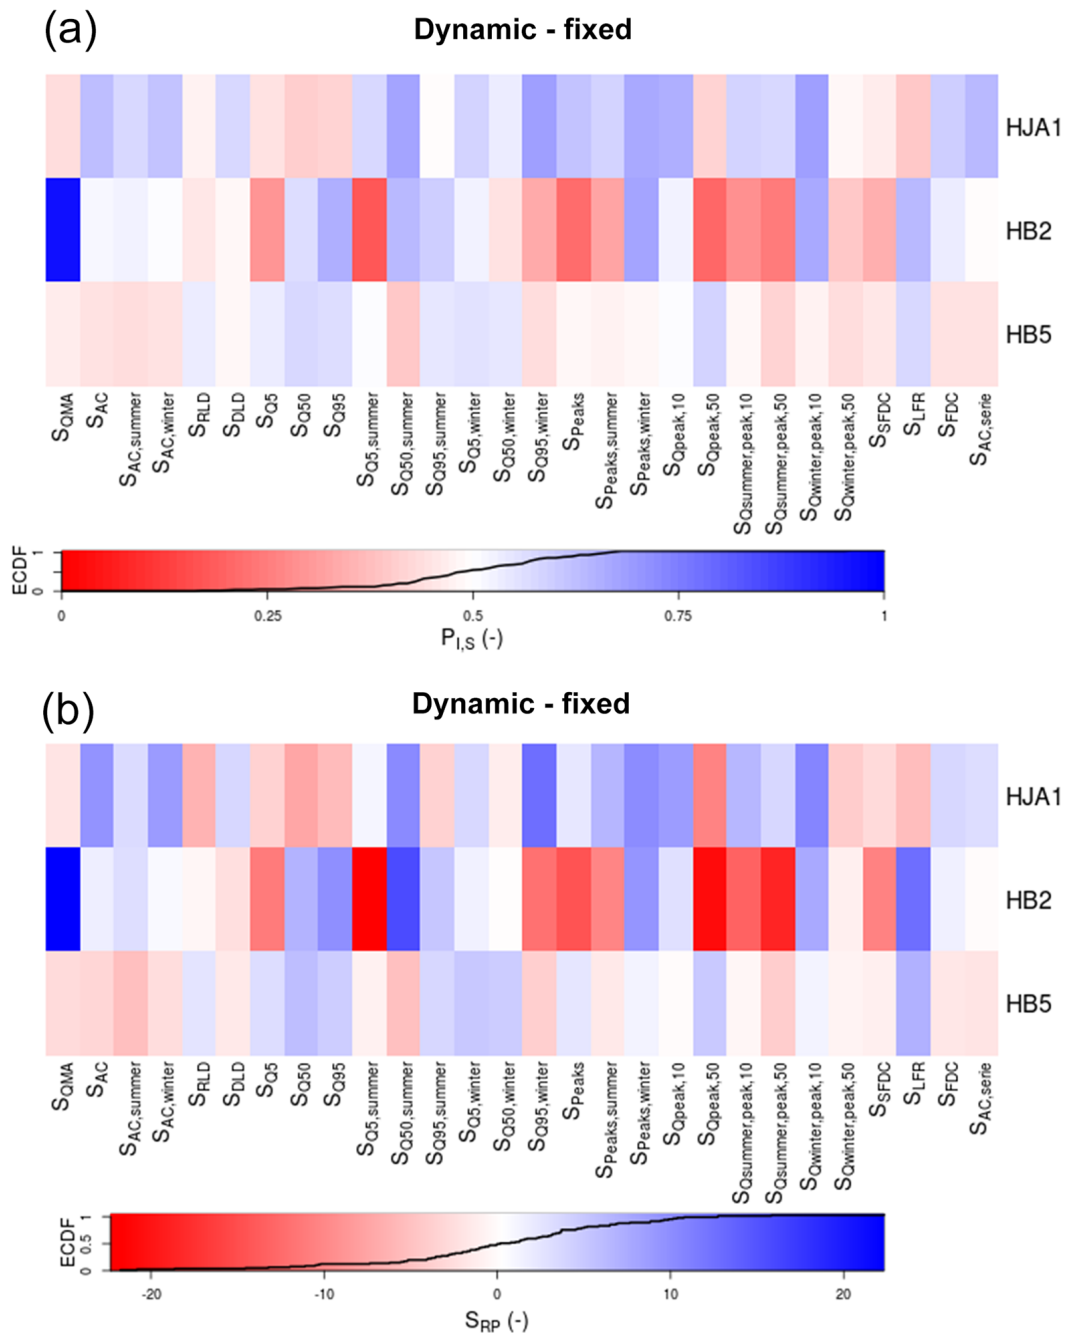 (a)
Dynamic - fixed
HJA1
HB2
HB5
SQMA SAC SAC,summer SAC,winter SRLD SDLD SQ5 SQ50 SQ95 SQ5,summer SQ50,summer SQ95,summer SQ5,winter SQ50,winter SQ95,winter SPeaks SPeaks,summer SPeaks,winter SQpeak,10 SQpeak,50 SQsummer,peak,10 SQsummer,peak,50 SQwinter,peak,10 SQwinter,peak,50 SSFDC SLFR SFDC SAC,serie
ECDF
0 1
0 0.25 0.5 0.75 1
PI,S (-)
(b)
Dynamic - fixed
HJA1
HB2
HB5
SQMA SAC SAC,summer SAC,winter SRLD SDLD SQ5 SQ50 SQ95 SQ5,summer SQ50,summer SQ95,summer SQ5,winter SQ50,winter SQ95,winter SPeaks SPeaks,summer SPeaks,winter SQpeak,10 SQpeak,50 SQsummer,peak,10 SQsummer,peak,50 SQwinter,peak,10 SQwinter,peak,50 SSFDC SLFR SFDC SAC,serie
ECDF
0 0.5 1
-20 -10 0 10 20
SRP (-)